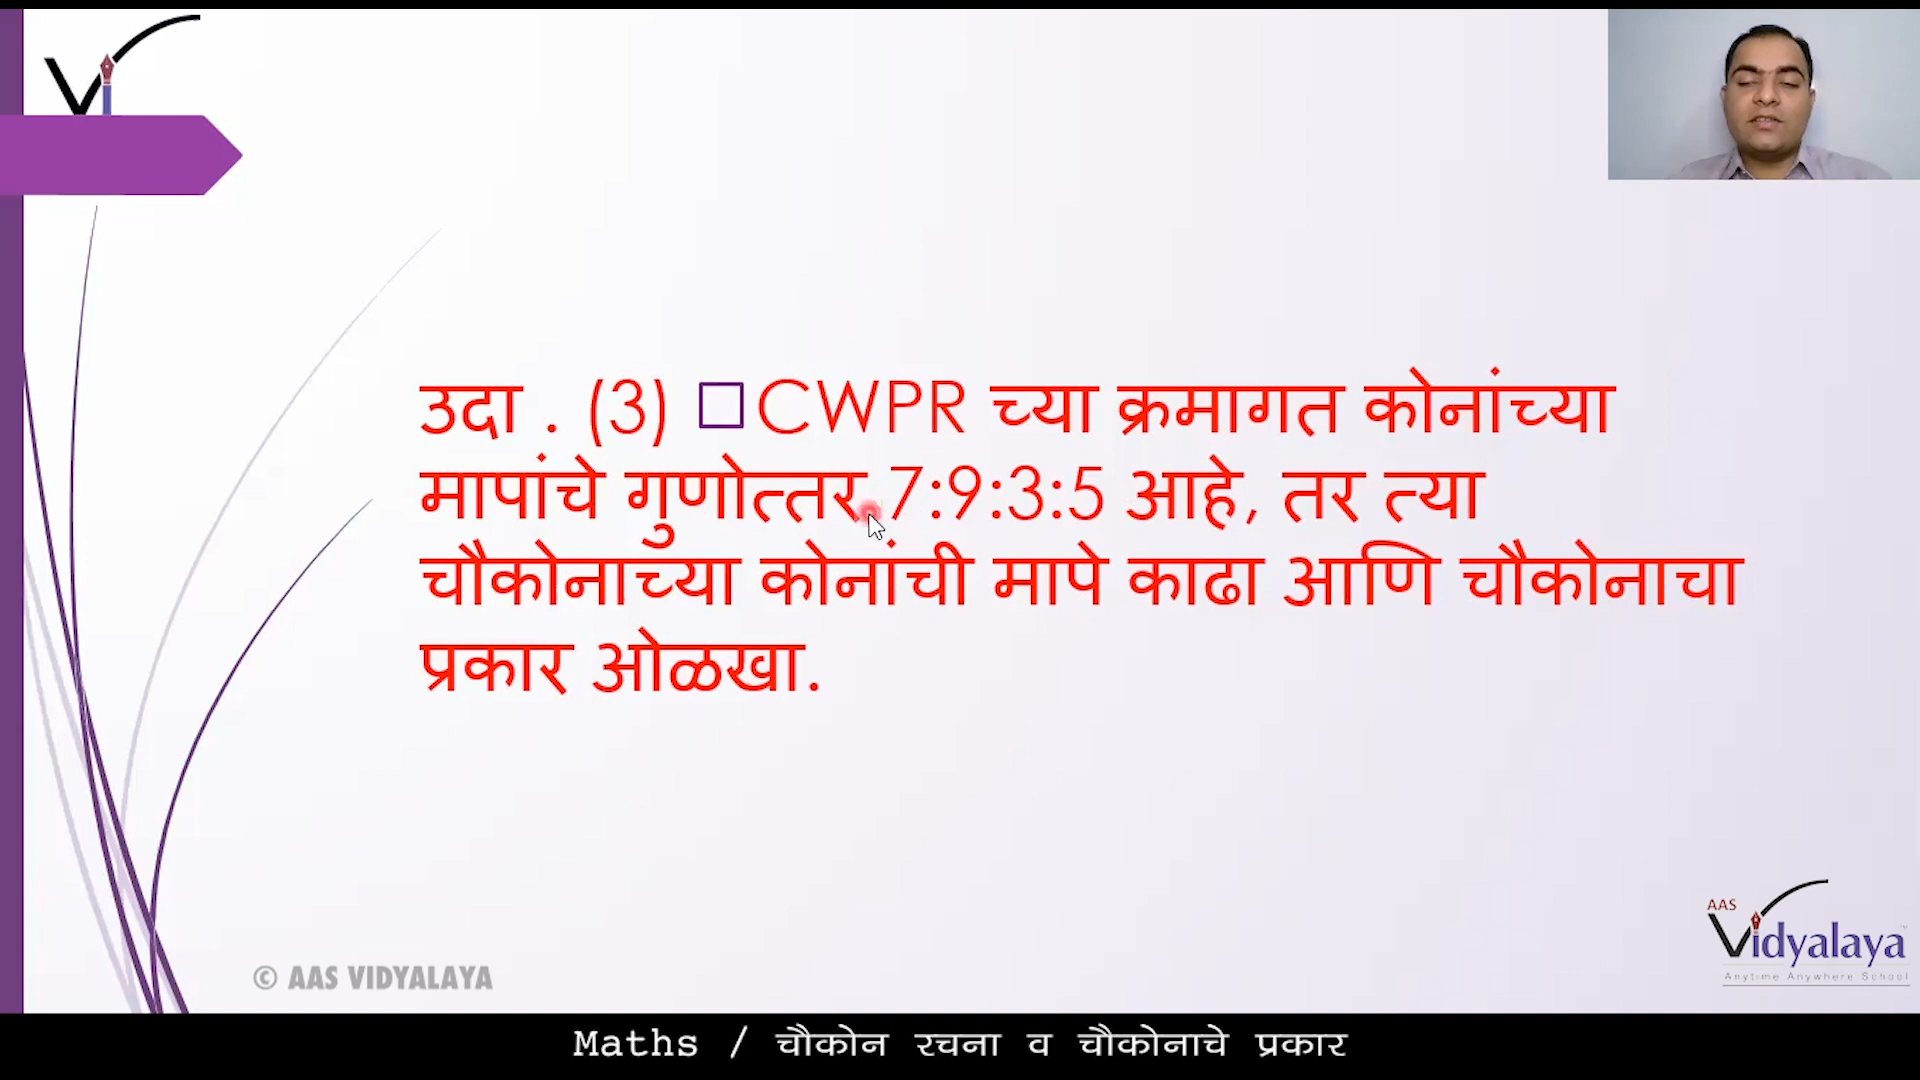 Vi
उदा . (3) □CWPR च्या क्रमागत कोनांच्या
मापांचे गुणोत्तर 7:9:3:5 आहे, तर त्या
चौकोनाच्या कोनांची मापे काढा आणि चौकोनाचा
प्रकार ओळखा.
AAS
Vidyalaya
Anytime Anywhere School
© AAS VIDYALAYA
Maths / चौकोन रचना व चौकोनाचे प्रकार